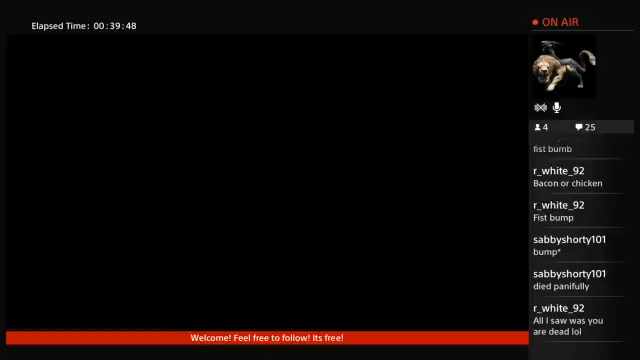 Elapsed Time: 00:39:48
ON AIR
4
25
fist bumb
r_white_92
Bacon or chicken
r_white_92
Fist bump
sabbyshorty101
bump*
sabbyshorty101
died panifully
r_white_92
All I saw was you
are dead lol
Welcome! Feel free to follow! Its free!